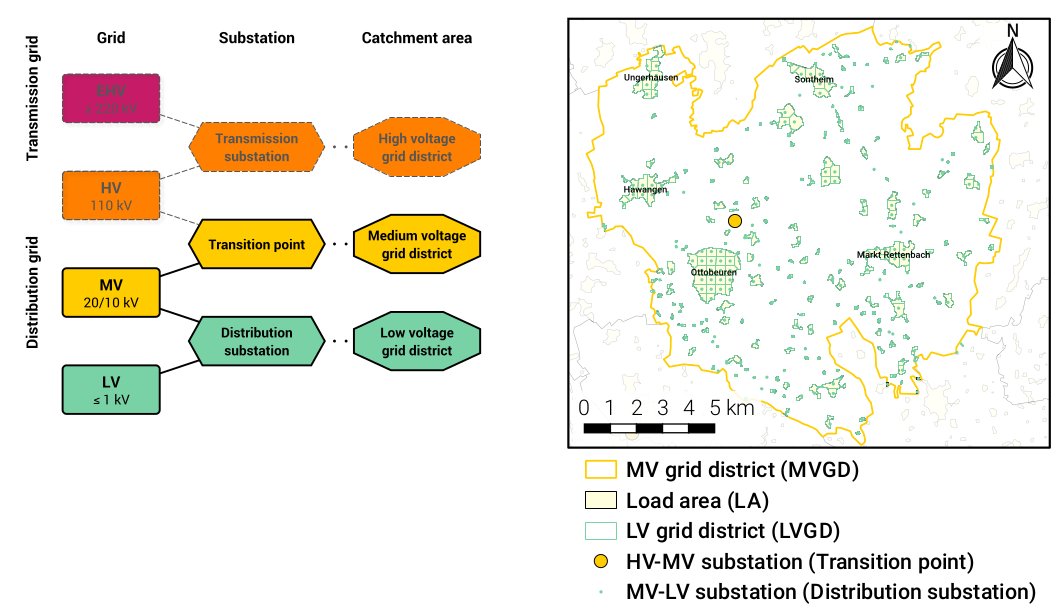 Grid
Substation
Catchment area
Transmission grid
EHV
≤ 220 kV
Transmission
substation
High voltage
grid district
HV
110 kV
Distribution grid
Transition point
Medium voltage
grid district
MV
20/10 kV
Distribution
substation
Low voltage
grid district
LV
≤ 1 kV
N
Ungerhausen
Sontheim
Hawangen
Markt Rettenbach
Ottobeuren
0 1 2 3 4 5 km
MV grid district (MVGD)
Load area (LA)
LV grid district (LVGD)
HV-MV substation (Transition point)
MV-LV substation (Distribution substation)